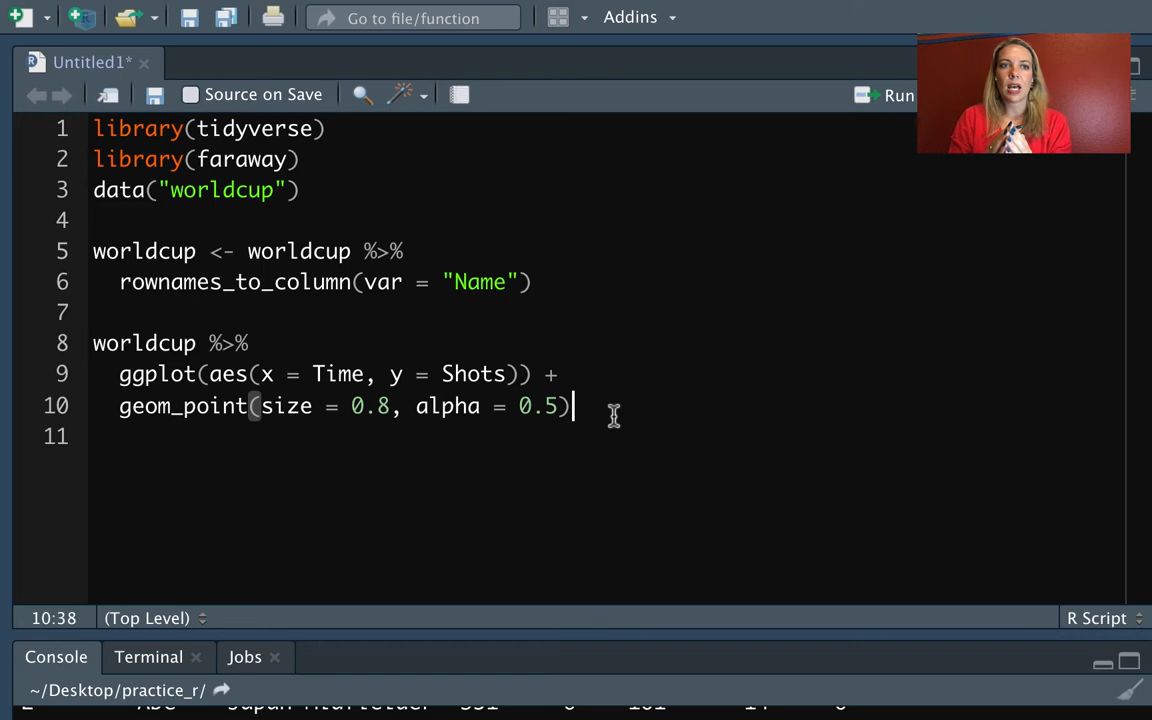 Go to file/function
Addins
Untitled1*
Source on Save
Run
1 library(tidyverse)
2 library(faraway)
3 data("worldcup")
4
5 worldcup <- worldcup %>%
6 rownames_to_column(var = "Name")
7
8 worldcup %>%
9 ggplot(aes(x = Time, y = Shots)) +
10 geom_point(size = 0.8, alpha = 0.5)
11
10:38 (Top Level) R Script
Console Terminal Jobs
~/Desktop/practice_r/